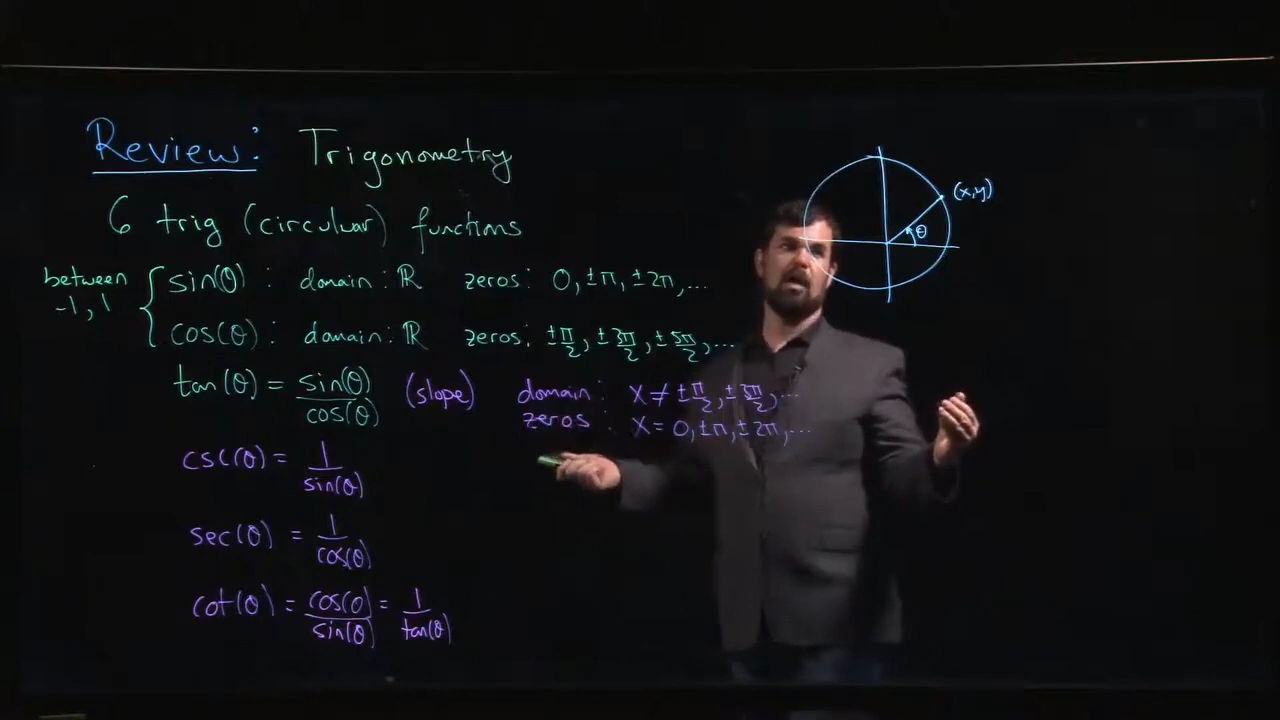 Review: Trigonometry
6 trig (circular) functions
between -1, 1 { sin(θ) : domain: ℝ zeros: 0, ±π, ±2π, ...
cos(θ) : domain: ℝ zeros: ±π/2, ±3π/2, ±5π/2, ...
tan(θ) = sin(θ)/cos(θ) (slope) domain: x ≠ ±π/2, ±3π/2, ...
zeros : x = 0, ±π, ±2π, ...
csc(θ) = 1/sin(θ)
sec(θ) = 1/cos(θ)
cot(θ) = cos(θ)/sin(θ) = 1/tan(θ)
(x,y)
θ